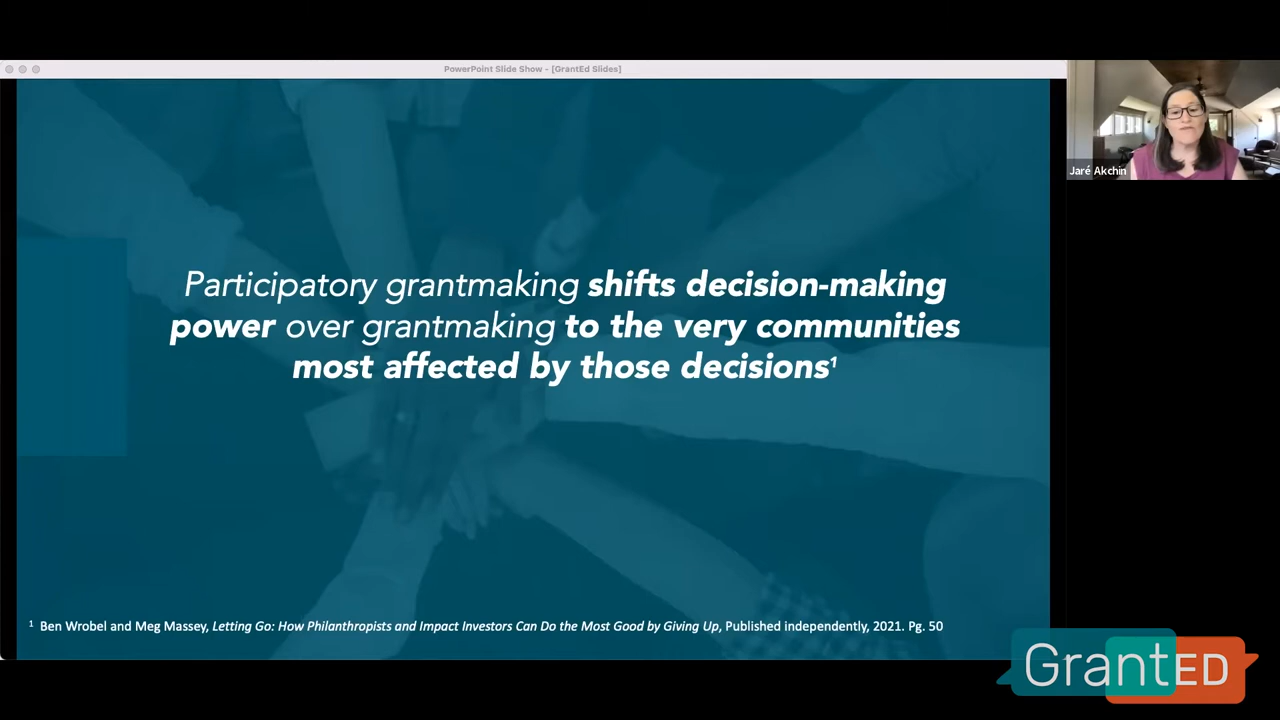 PowerPoint Slide Show - [GrantEd Slides]
Jaré Akchin
Participatory grantmaking shifts decision-making
power over grantmaking to the very communities
most affected by those decisions¹
¹ Ben Wrobel and Meg Massey, Letting Go: How Philanthropists and Impact Investors Can Do the Most Good by Giving Up, Published independently, 2021. Pg. 50
GrantED